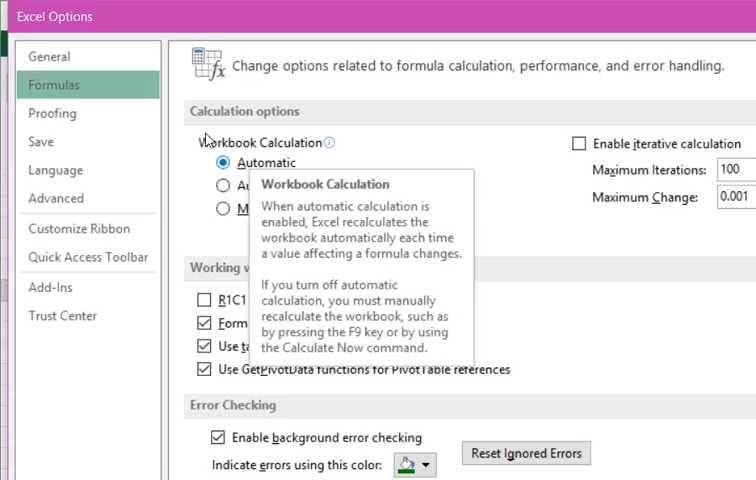 Excel Options
General
Formulas
Proofing
Save
Language
Advanced
Customize Ribbon
Quick Access Toolbar
Add-Ins
Trust Center
Change options related to formula calculation, performance, and error handling.
Calculation options
Workbook Calculation
Automatic
Au
M
Enable iterative calculation
Maximum Iterations: 100
Maximum Change: 0.001
Workbook Calculation
When automatic calculation is
enabled, Excel recalculates the
workbook automatically each time
a value affecting a formula changes.
If you turn off automatic
calculation, you must manually
recalculate the workbook, such as
by pressing the F9 key or by using
the Calculate Now command.
Working w
R1C1
Form
Use ta
Use GetPivotData functions for PivotTable references
Error Checking
Enable background error checking
Indicate errors using this color:
Reset Ignored Errors